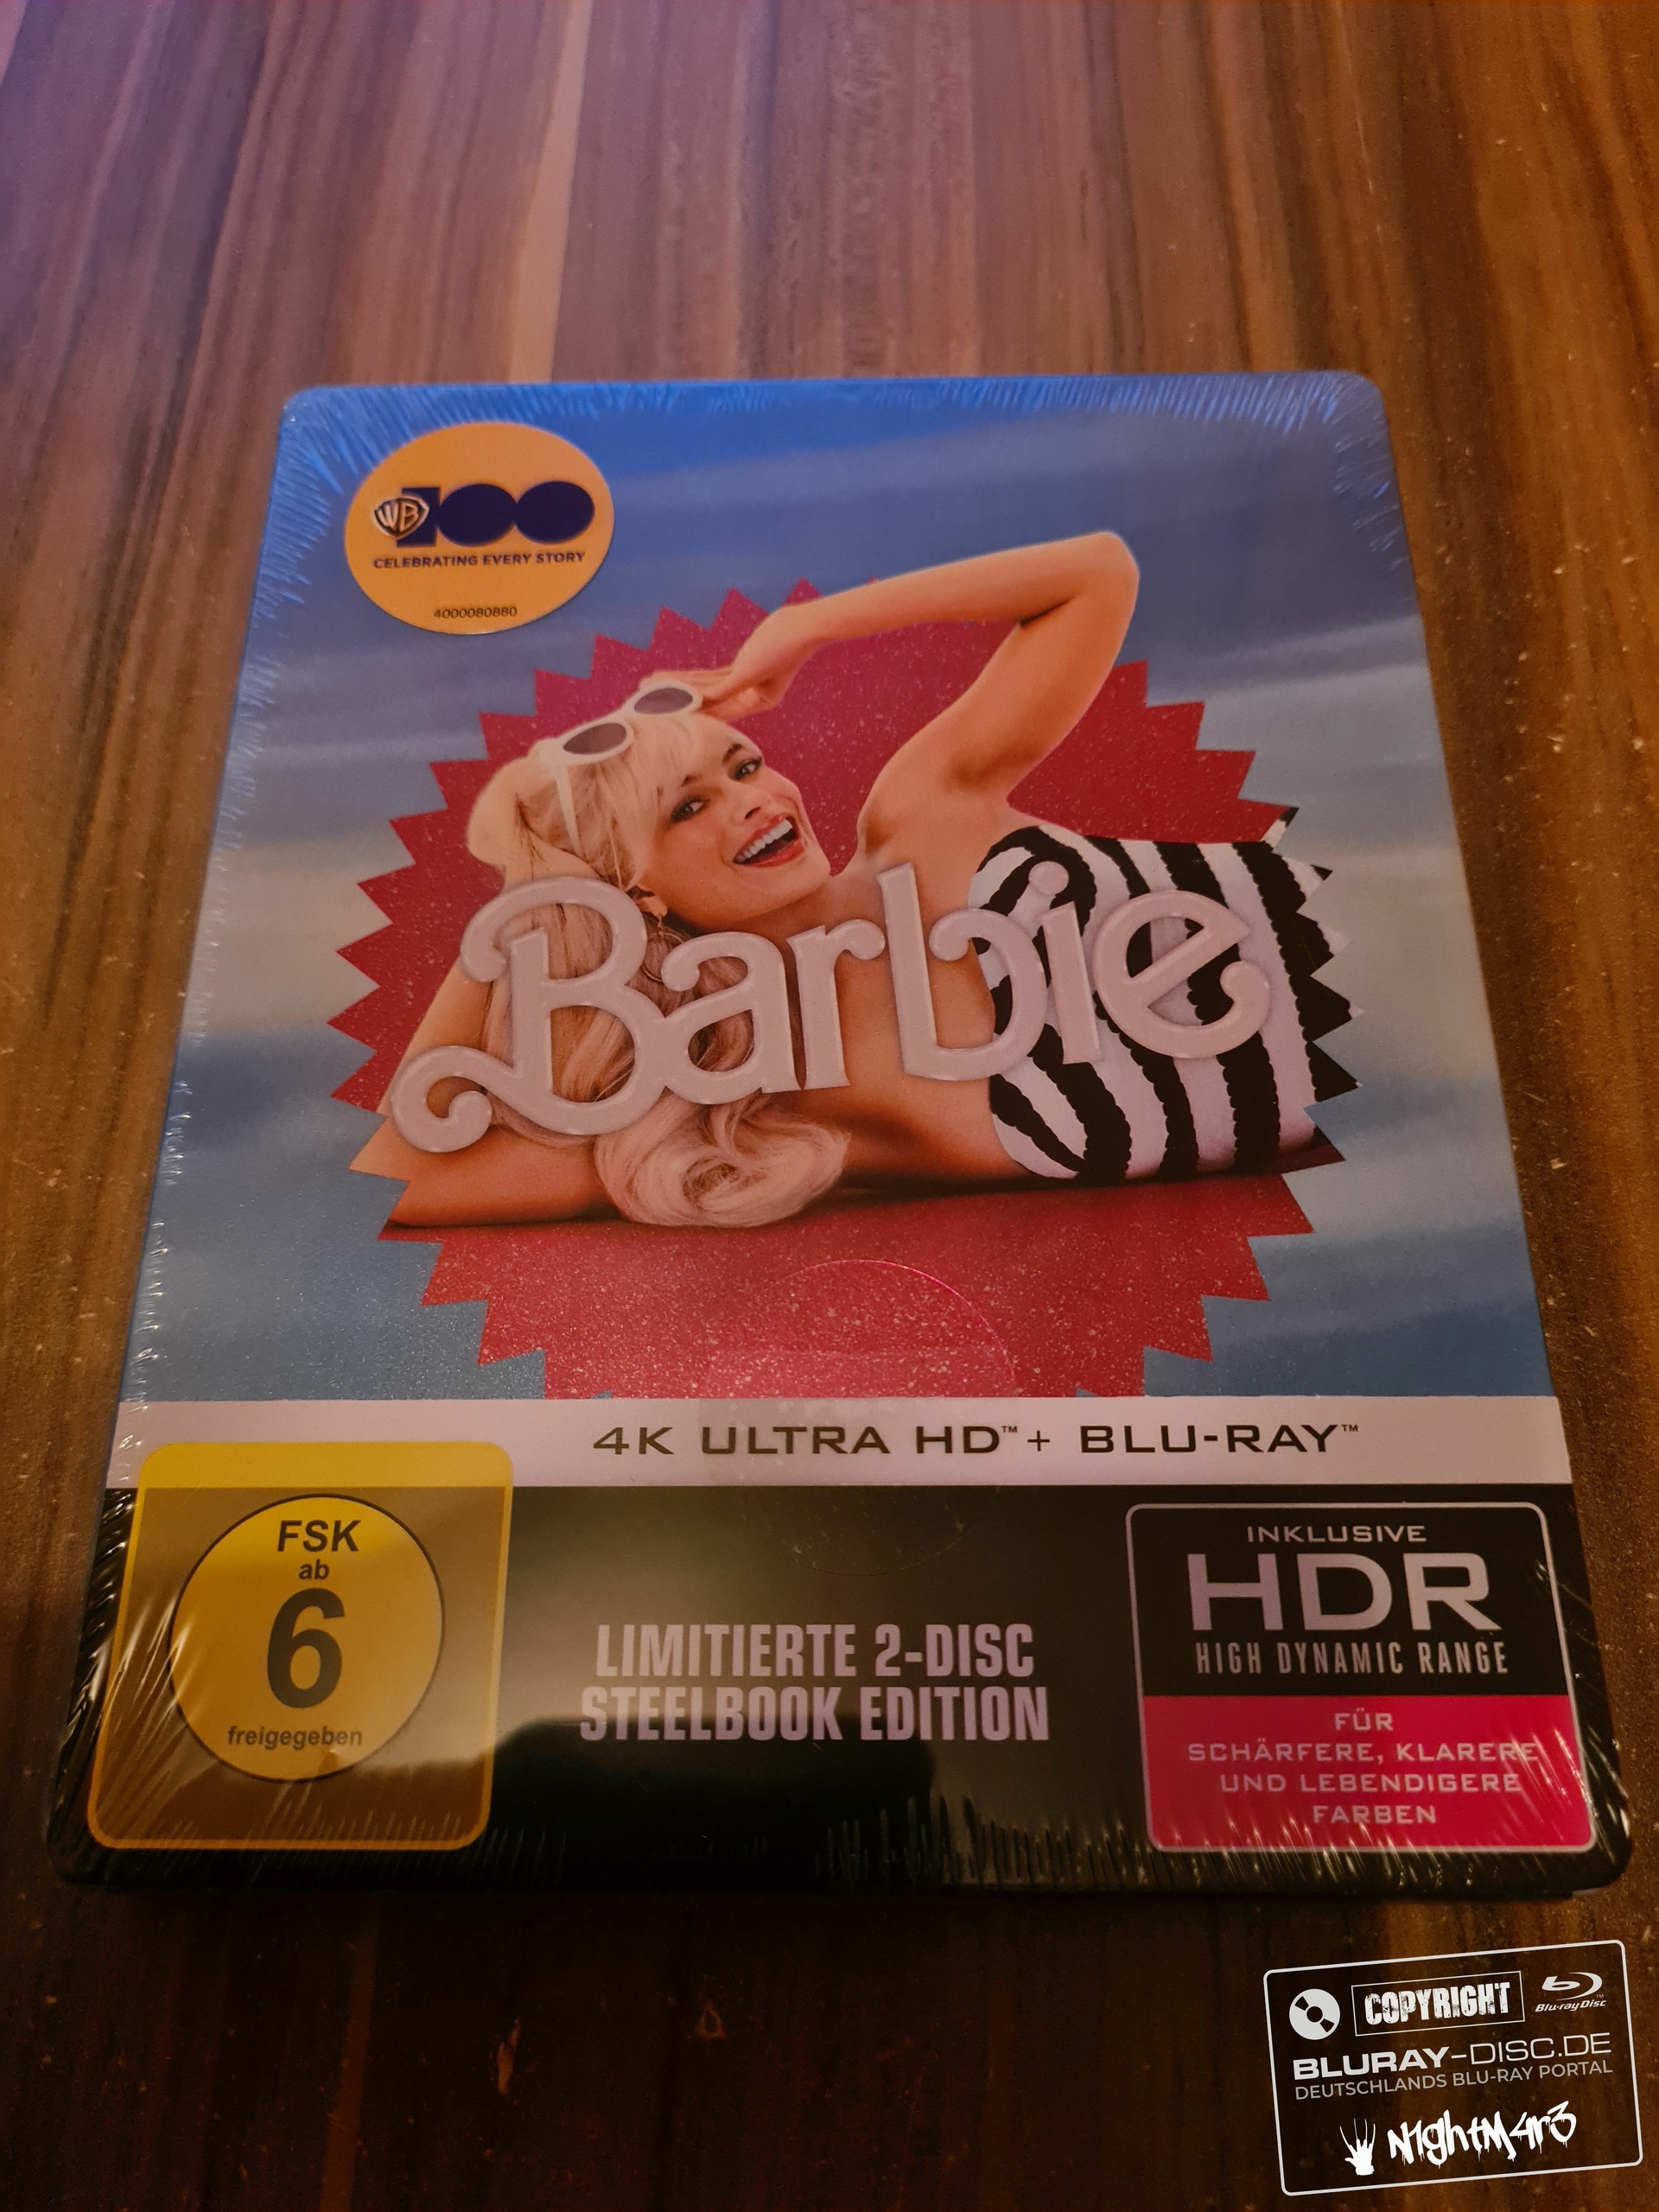 WB 100
CELEBRATING EVERY STORY
4000080880
Barbie
4K ULTRA HD™ + BLU-RAY™
FSK
ab
6
freigegeben
LIMITIERTE 2-DISC
STEELBOOK EDITION
INKLUSIVE
HDR
HIGH DYNAMIC RANGE
FÜR
SCHÄRFERE, KLARERE
UND LEBENDIGERE
FARBEN
COPYRIGHT
Blu-ray Disc™
BLURAY-DISC.DE
DEUTSCHLANDS BLU-RAY PORTAL
N1ghtM4r3